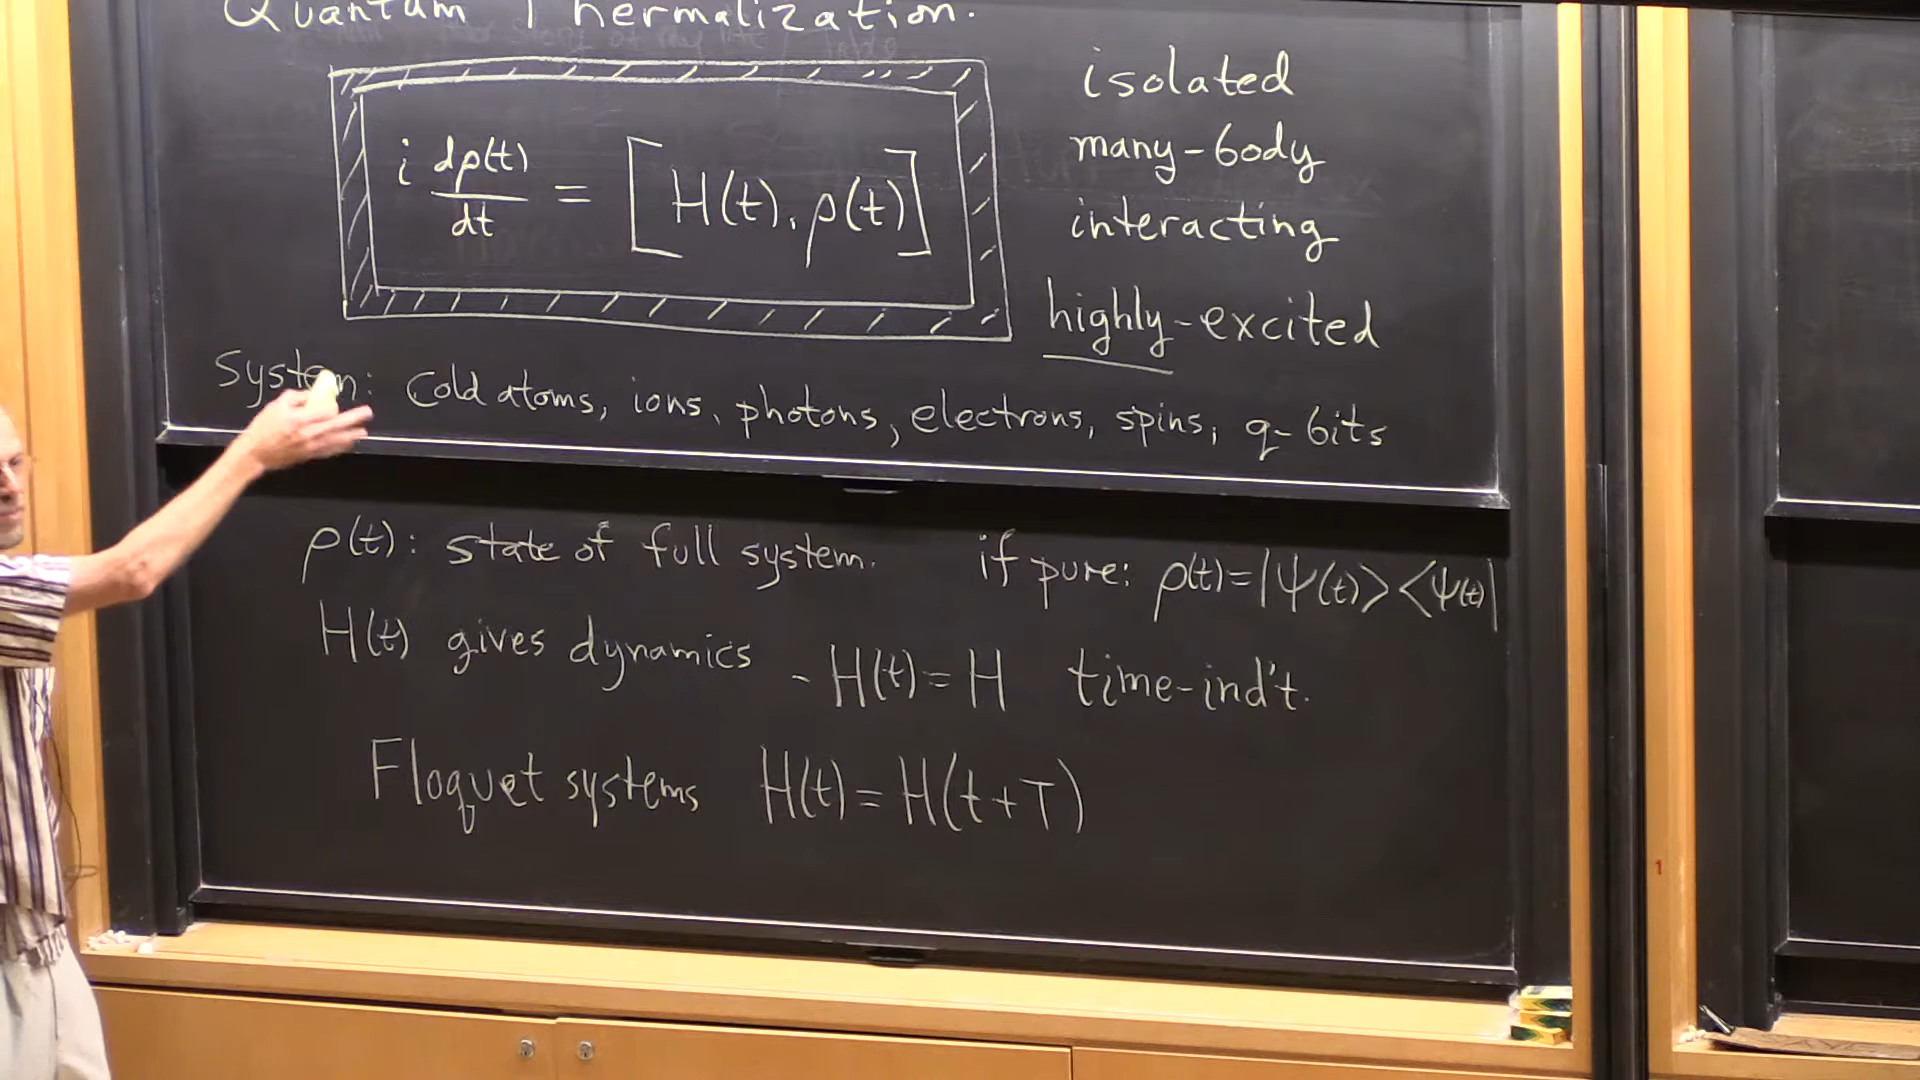 Quantum Thermalization.
i dρ(t)/dt = [H(t), ρ(t)]
isolated
many-body
interacting
highly-excited
System: Cold atoms, ions, photons, electrons, spins, q-bits
ρ(t): state of full system. if pure: ρ(t)=|Ψ(t)><Ψ(t)|
H(t) gives dynamics - H(t)=H time-ind't.
Floquet systems H(t)=H(t+T)
1